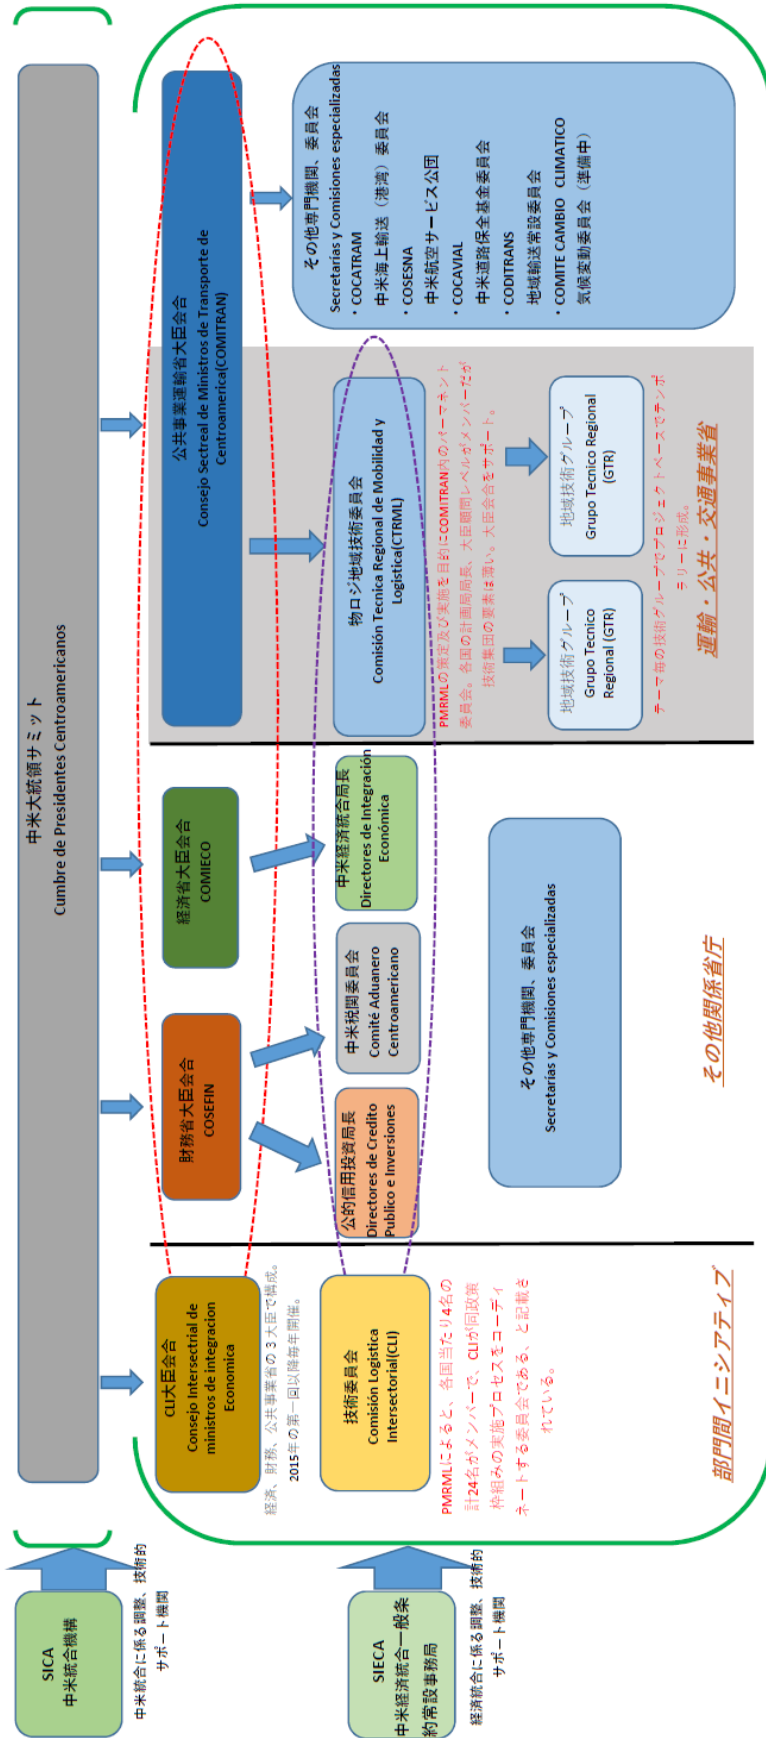 SICA
中米統合機構
中米統合に係る調整、技術的
サポート機関
SIECA
中米経済統合一般条
約常設事務局
経済統合に係る調整、技術的
サポート機関
中米大統領サミット
Cumbre de Presidentes Centroamericanos
CLI大臣会合
Consejo Intersectrial de
ministros de integracion
Economica
経済、財務、公共事業省の3大臣で構成。
2015年の第一回以降毎年開催。
技術委員会
Comisión Logistica
Intersectorial(CLI)
PMRMLによると、各国当たり4名の
計24名がメンバーで、CLIが同政策
枠組みの実施プロセスをコーディ
ネートする委員会である、と記載さ
れている。
部門間イニシアティブ
財務省大臣会合
COSEFIN
経済省大臣会合
COMIECO
公的信用投資局長
Directores de Credito
Publico e Inversiones
中米税関委員会
Comité Aduanero
Centroamericano
中米経済統合局長
Directores de Integración
Económica
その他専門機関、委員会
Secretarías y Comisiones especializadas
その他関係省庁
公共事業運輸省大臣会合
Consejo Sectreal de Ministros de Transporte de
Centroamerica(COMITRAN)
物ロジ地域技術委員会
Comisión Tecnica Regional de Mobilidad y
Logistica(CTRML)
PMRMLの策定及び実施を目的にCOMITRAN内のパーマネント
委員会。各国の計画局局長、大臣顧問レベルがメンバーだが
技術集団の要素は薄い。大臣会合をサポート。
地域技術グループ
Grupo Tecnico
Regional (GTR)
地域技術グループ
Grupo Tecnico Regional
(GTR)
テーマ毎の技術グループでプロジェクトベースでテンポ
ラリーに形成。
運輸・公共・交通事業省
その他専門機関、委員会
Secretarías y Comisiones especializadas
・COCATRAM
中米海上輸送（港湾）委員会
・COSESNA
中米航空サービス公団
・COCAVIAL
中米道路保全基金委員会
・CODITRANS
地域輸送常設委員会
・COMITE CAMBIO CLIMATICO
気候変動委員会（準備中）